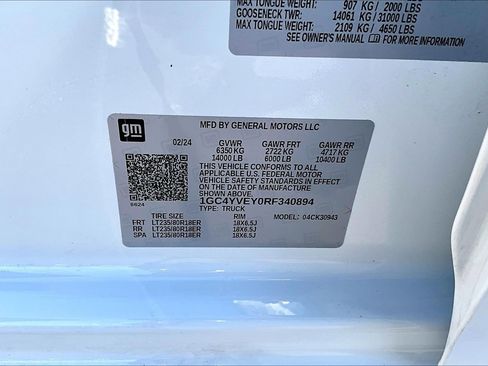 MAX TONGUE WEIGHT: 907 KG / 2000 LBS
GOOSENECK TWR: 14061 KG / 31000 LBS
MAX TONGUE WEIGHT: 2109 KG / 4650 LBS
SEE OWNER'S MANUAL FOR MORE INFORMATION
gm
MFD BY GENERAL MOTORS LLC
02/24 GVWR GAWR FRT GAWR RR
6350 KG 2722 KG 4717 KG
14000 LB 6000 LB 10400 LB
THIS VEHICLE CONFORMS TO ALL
APPLICABLE U.S. FEDERAL MOTOR
VEHICLE SAFETY STANDARDS IN
EFFECT ON THE DATE OF MANUFACTURE
SHOWN ABOVE.
1GC4YVEY0RF340894
TYPE: TRUCK
8624
MODEL: 04CK30943
TIRE SIZE RIM
FRT LT235/80R18ER 18X6.5J
RR LT235/80R18ER 18X6.5J
SPA LT235/80R18ER 18X6.5J